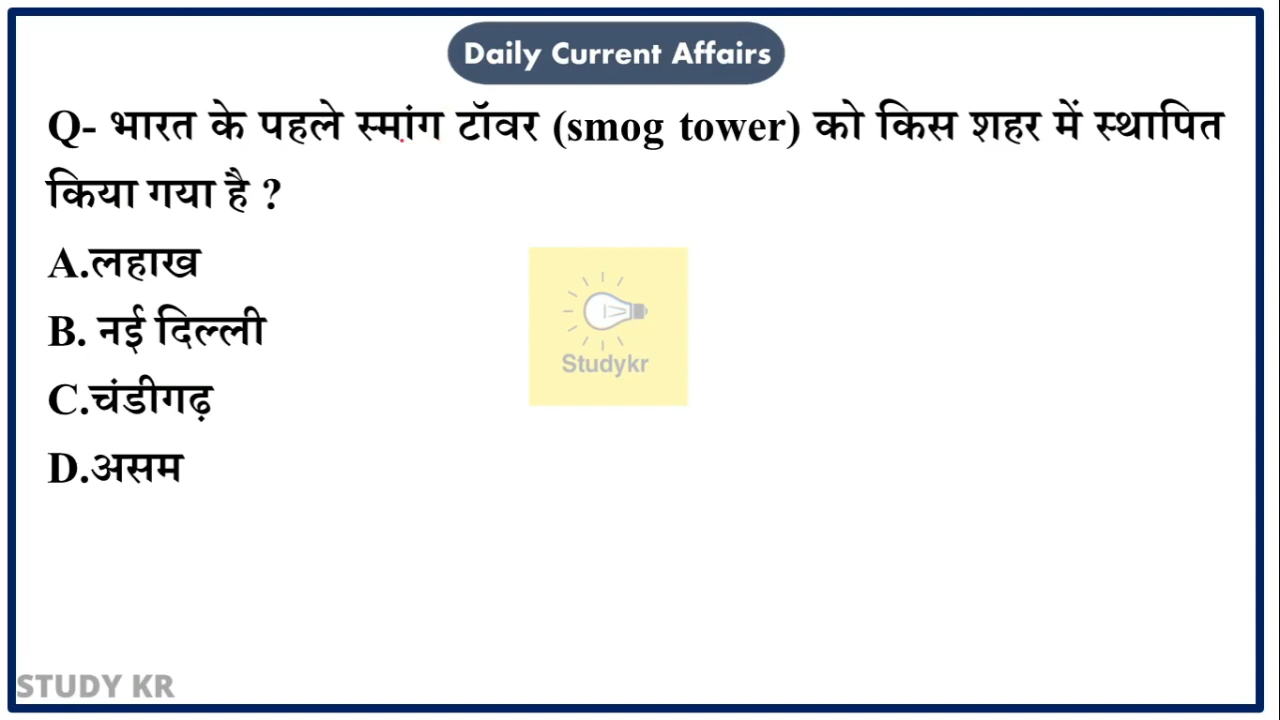 Daily Current Affairs
Q- भारत के पहले स्मांग टॉवर (smog tower) को किस शहर में स्थापित
किया गया है ?
A.लहाख
B. नई दिल्ली
Studykr
C.चंडीगढ़
D.असम
STUDY KR